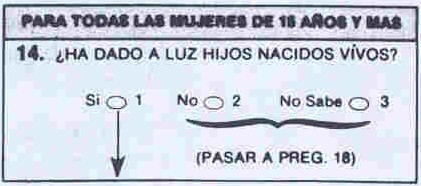 PARA TODAS LAS MUJERES DE 15 AÑOS Y MAS
14. ¿HA DADO A LUZ HIJOS NACIDOS VÍVOS?
Si 1 No 2 No Sabe 3
(PASAR A PREG. 18)